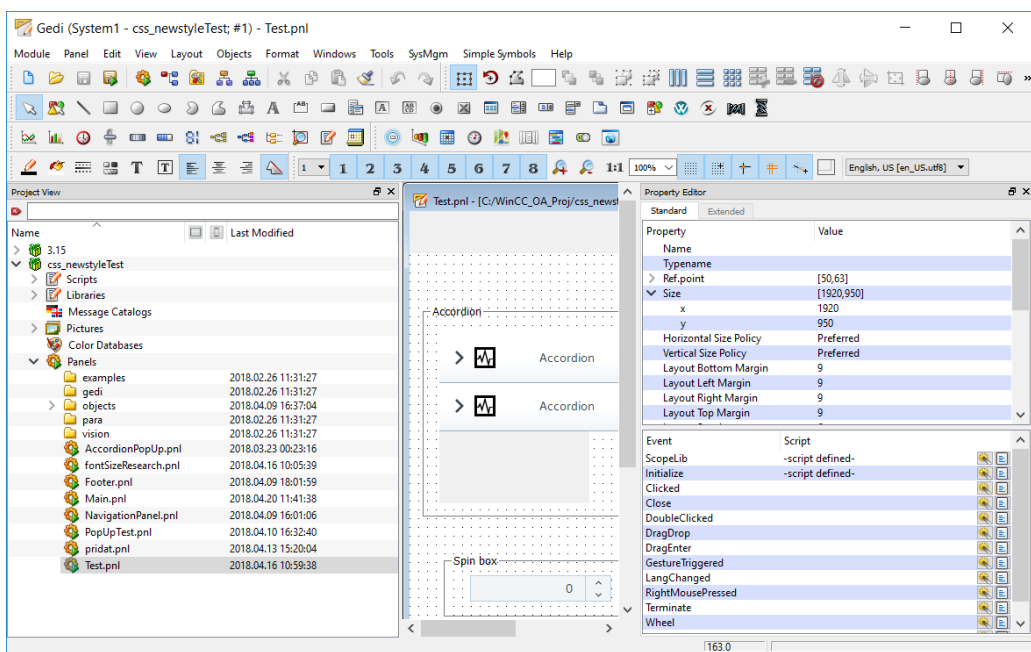 Gedi (System1 - css_newstyleTest; #1) - Test.pnl
Module Panel Edit View Layout Objects Format Windows Tools SysMgm Simple Symbols Help
1 1 2 3 4 5 6 7 8 1:1 100% English, US [en_US.utf8]
Project View
Name Last Modified
3.15
css_newstyleTest
Scripts
Libraries
Message Catalogs
Pictures
Color Databases
Panels
examples 2018.02.26 11:31:27
gedi 2018.02.26 11:31:27
objects 2018.04.09 16:37:04
para 2018.02.26 11:31:27
vision 2018.02.26 11:31:27
AccordionPopUp.pnl 2018.03.23 00:23:16
fontSizeResearch.pnl 2018.04.16 10:05:39
Footer.pnl 2018.04.09 18:01:59
Main.pnl 2018.04.20 11:41:38
NavigationPanel.pnl 2018.04.09 16:01:06
PopUpTest.pnl 2018.04.10 16:32:40
pridat.pnl 2018.04.13 15:20:04
Test.pnl 2018.04.16 10:59:38
Test.pnl - [C:/WinCC_OA_Proj/css_newst
Accordion
Accordion
Accordion
Spin box
0
Property Editor
Standard Extended
Property Value
Name
Typename
Ref.point [50,63]
Size [1920,950]
x 1920
y 950
Horizontal Size Policy Preferred
Vertical Size Policy Preferred
Layout Bottom Margin 9
Layout Left Margin 9
Layout Right Margin 9
Layout Top Margin 9
Event Script
ScopeLib -script defined-
Initialize -script defined-
Clicked
Close
DoubleClicked
DragDrop
DragEnter
GestureTriggered
LangChanged
RightMousePressed
Terminate
Wheel
163.0